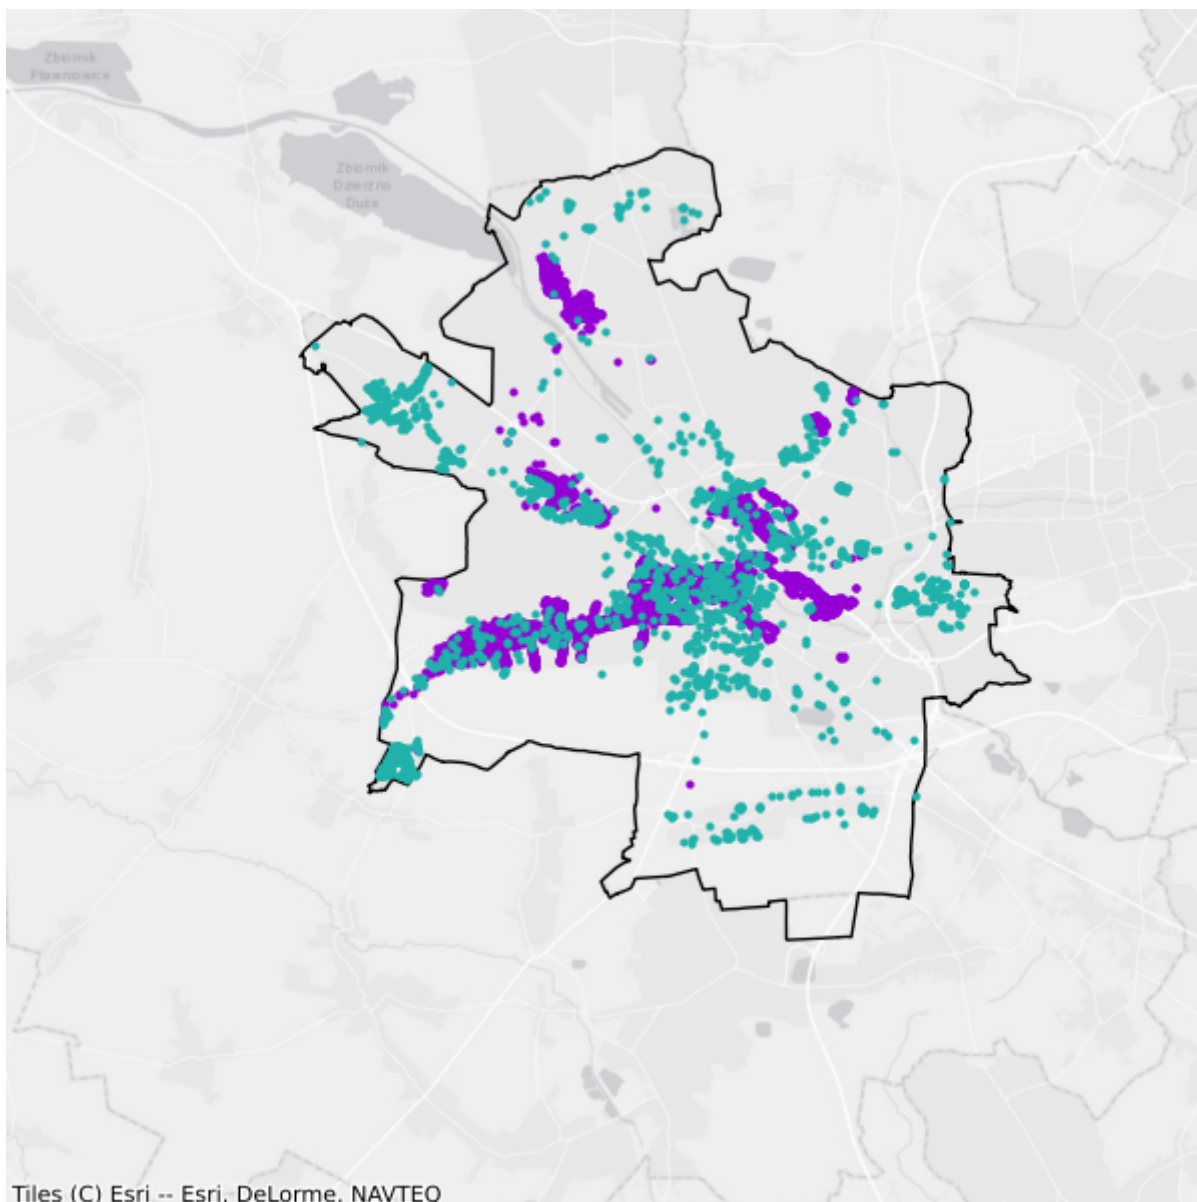 Zbiornik
Pławniowice
Zbiornik
Dzierżno
Duże
Tiles (C) Esri -- Esri, DeLorme, NAVTEQ